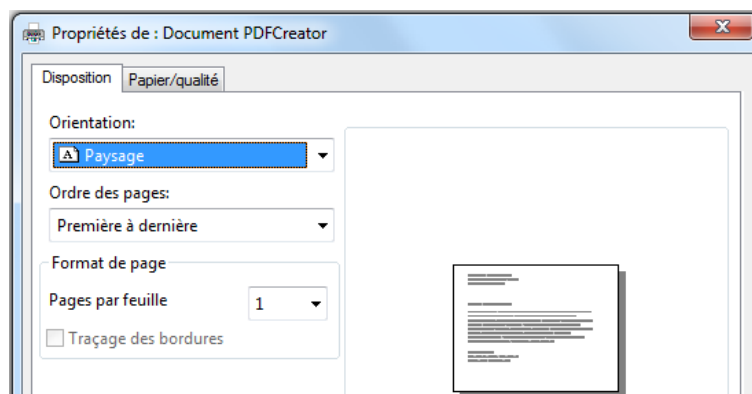 Propriétés de : Document PDFCreator
Disposition
Papier/qualité
Orientation:
Paysage
Ordre des pages:
Première à dernière
Format de page
Pages par feuille
1
Traçage des bordures